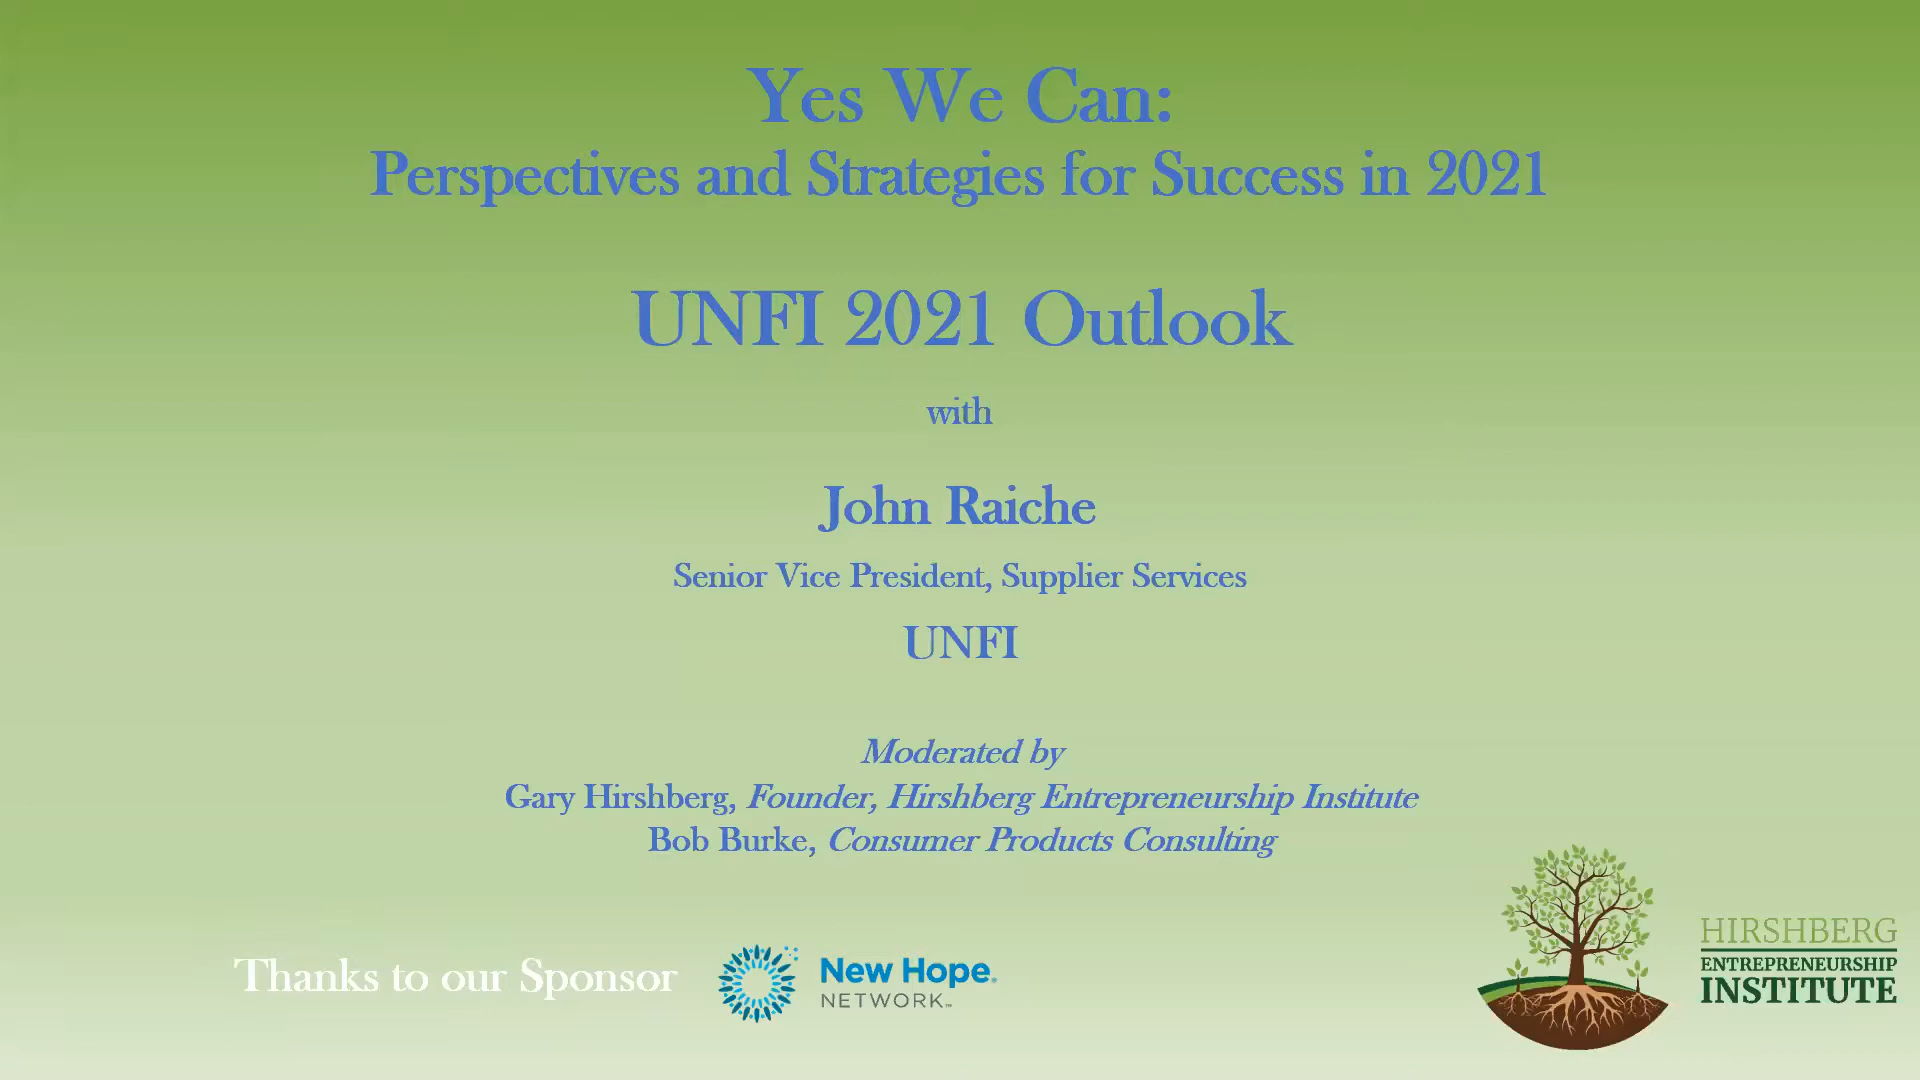 Yes We Can:
Perspectives and Strategies for Success in 2021
UNFI 2021 Outlook
with
John Raiche
Senior Vice President, Supplier Services
UNFI
Moderated by
Gary Hirshberg, Founder, Hirshberg Entrepreneurship Institute
Bob Burke, Consumer Products Consulting
Thanks to our Sponsor
New Hope®
NETWORK™
HIRSHBERG
ENTREPRENEURSHIP
INSTITUTE